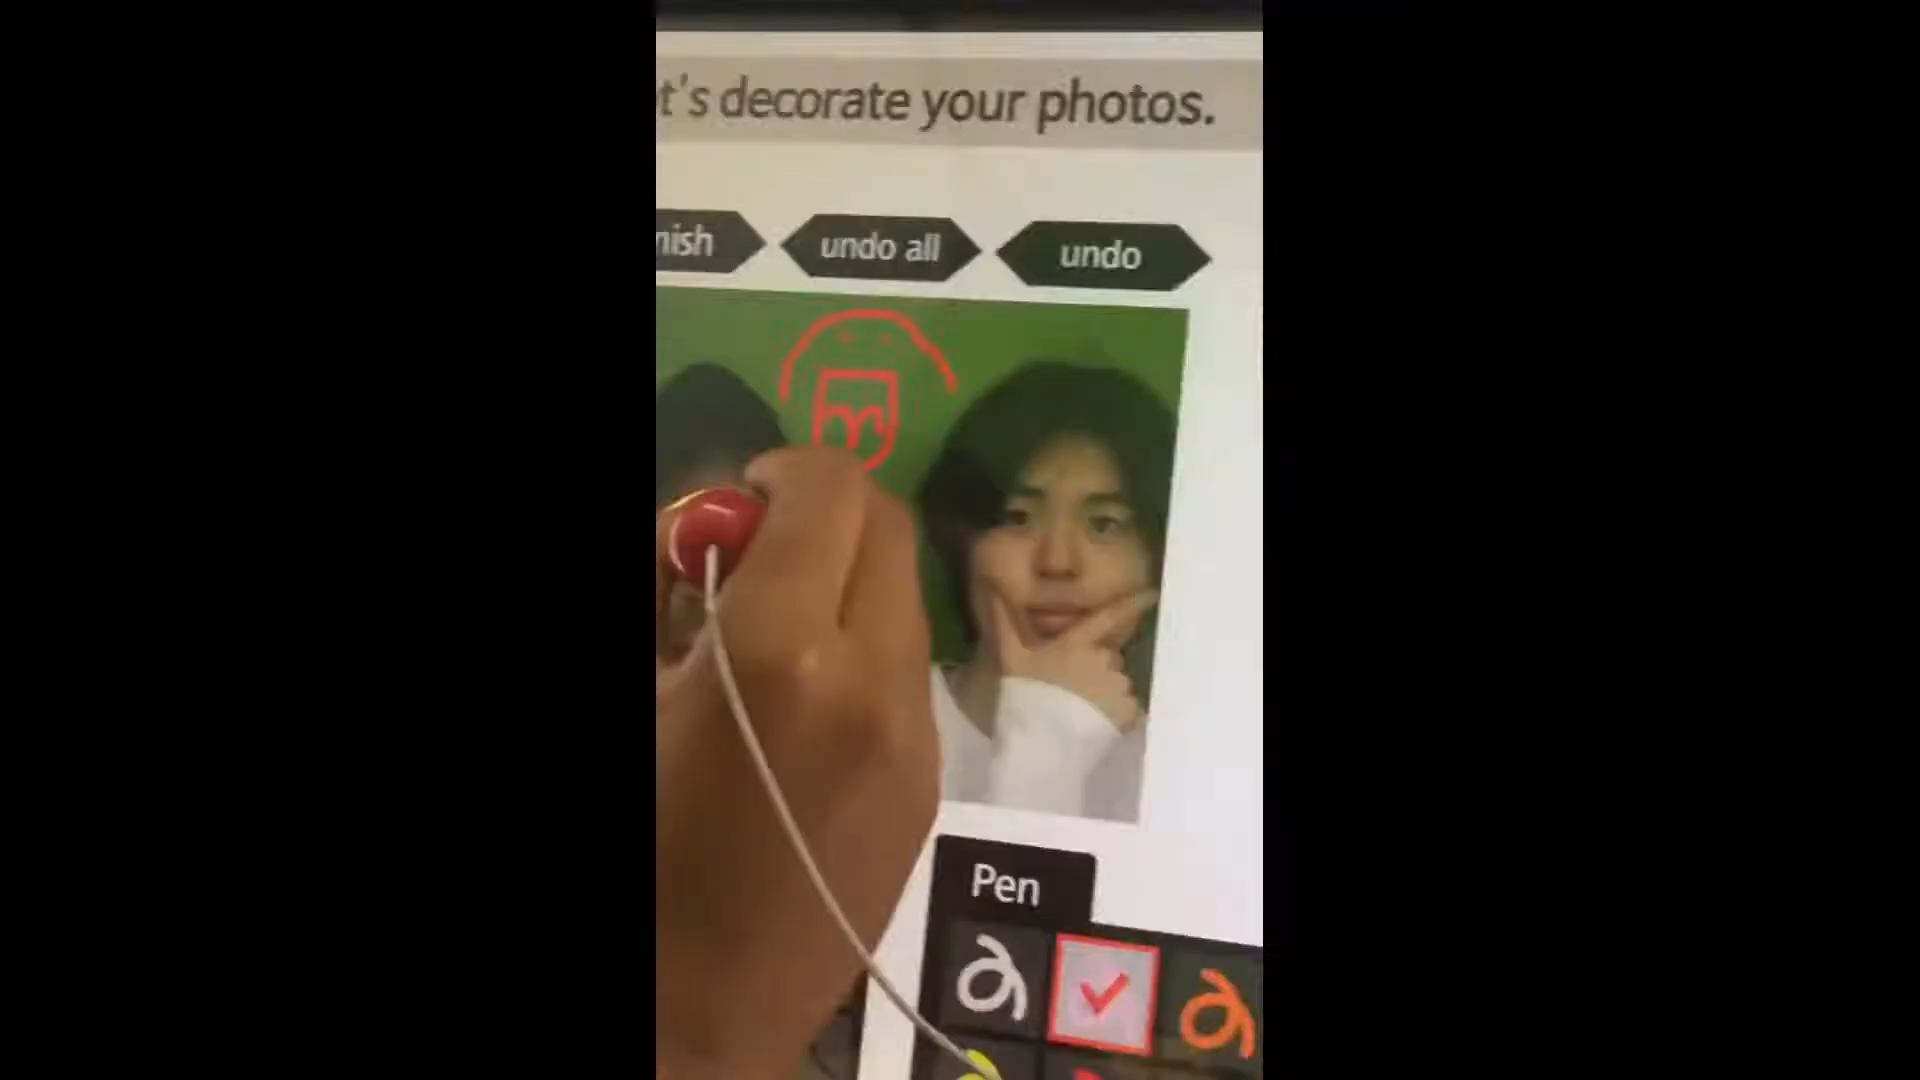 t's decorate your photos.
nish
undo all
undo
Pen